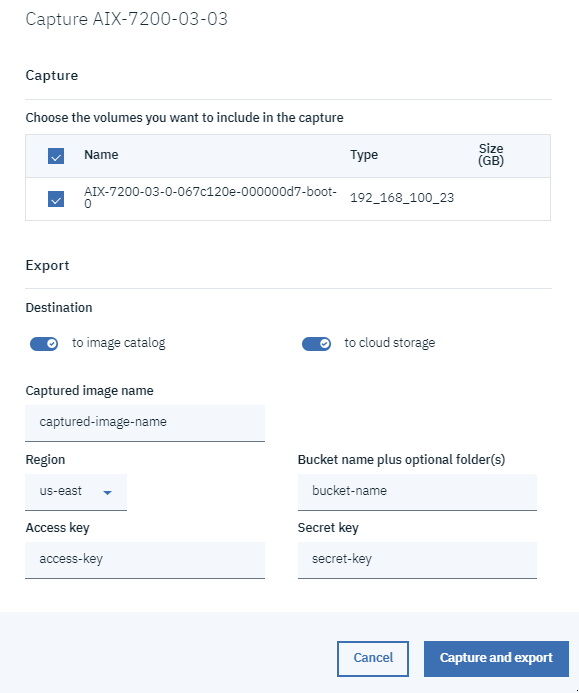 Capture AIX-7200-03-03
Capture
Choose the volumes you want to include in the capture
Name Type Size
(GB)
AIX-7200-03-0-067c120e-000000d7-boot-
0 192_168_100_23
Export
Destination
to image catalog to cloud storage
Captured image name
captured-image-name
Region Bucket name plus optional folder(s)
us-east bucket-name
Access key Secret key
access-key secret-key
Cancel Capture and export